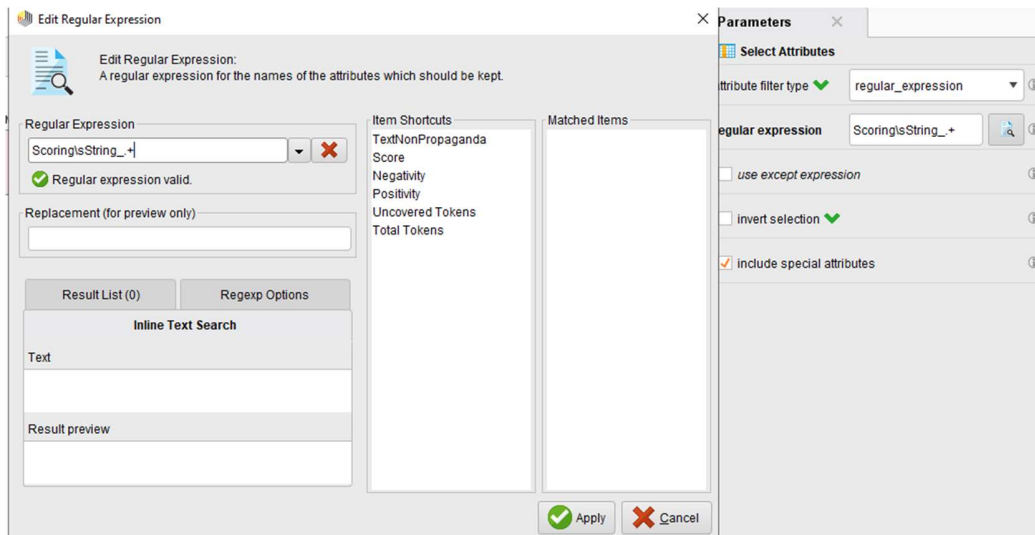 Edit Regular Expression
Edit Regular Expression:
A regular expression for the names of the attributes which should be kept.
Regular Expression
Scoring\sString_.+
Regular expression valid.
Replacement (for preview only)
Result List (0)
Regexp Options
Inline Text Search
Text
Result preview
Item Shortcuts
TextNonPropaganda
Score
Negativity
Positivity
Uncovered Tokens
Total Tokens
Matched Items
Apply
Cancel
Parameters
Select Attributes
ttribute filter type
regular_expression
egular expression
Scoring\sString_.+
use except expression
invert selection
include special attributes